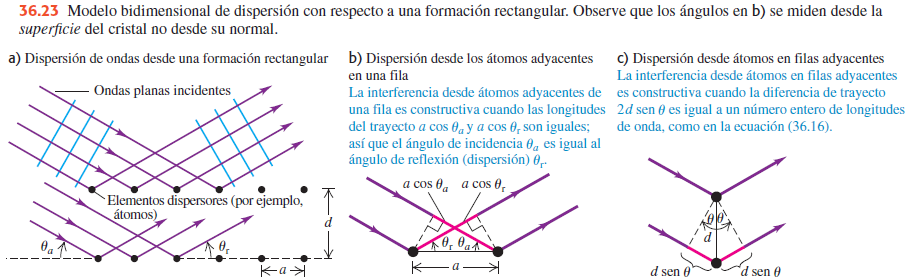 36.23 Modelo bidimensional de dispersión con respecto a una formación rectangular. Observe que los ángulos en b) se miden desde la
superficie del cristal no desde su normal.
a) Dispersión de ondas desde una formación rectangular
Ondas planas incidentes
Elementos dispersores (por ejemplo,
átomos)
d
θa
θr
a
b) Dispersión desde los átomos adyacentes
en una fila
La interferencia desde átomos adyacentes de
una fila es constructiva cuando las longitudes
del trayecto a cos θa y a cos θr son iguales;
así que el ángulo de incidencia θa es igual al
ángulo de reflexión (dispersión) θr.
a cos θa a cos θr
θr θa
a
c) Dispersión desde átomos en filas adyacentes
La interferencia desde átomos en filas adyacentes
es constructiva cuando la diferencia de trayecto
2d sen θ es igual a un número entero de longitudes
de onda, como en la ecuación (36.16).
θ θ
d
d sen θ d sen θ